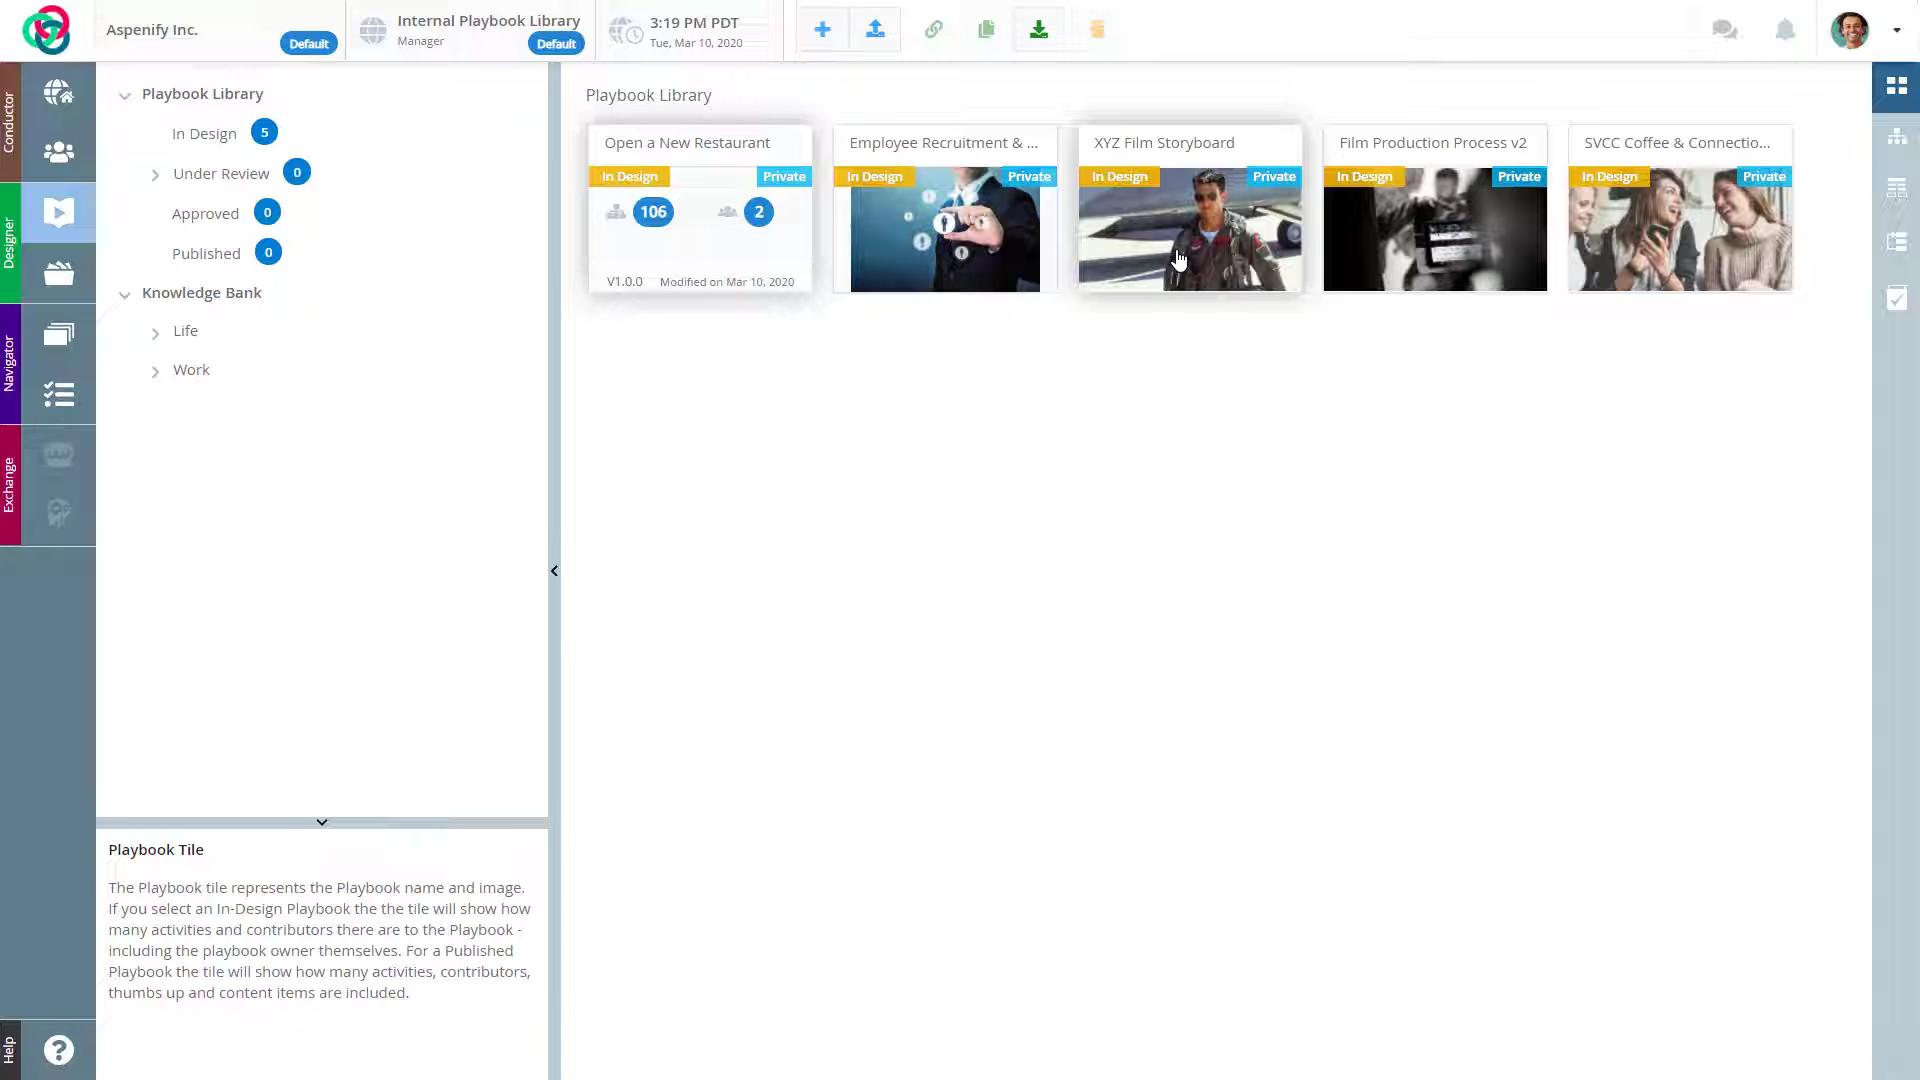 Aspenify Inc.
Default
Internal Playbook Library
Manager
Default
3:19 PM PDT
Tue, Mar 10, 2020
Conductor
Designer
Navigator
Exchange
Help
Playbook Library
In Design 5
Under Review 0
Approved 0
Published 0
Knowledge Bank
Life
Work
Playbook Tile
The Playbook tile represents the Playbook name and image.
If you select an In-Design Playbook the the tile will show how
many activities and contributors there are to the Playbook -
including the playbook owner themselves. For a Published
Playbook the tile will show how many activities, contributors,
thumbs up and content items are included.
Playbook Library
Open a New Restaurant
In Design Private
106 2
V1.0.0 Modified on Mar 10, 2020
Employee Recruitment & ...
In Design Private
XYZ Film Storyboard
In Design Private
Film Production Process v2
In Design Private
SVCC Coffee & Connectio...
In Design Private